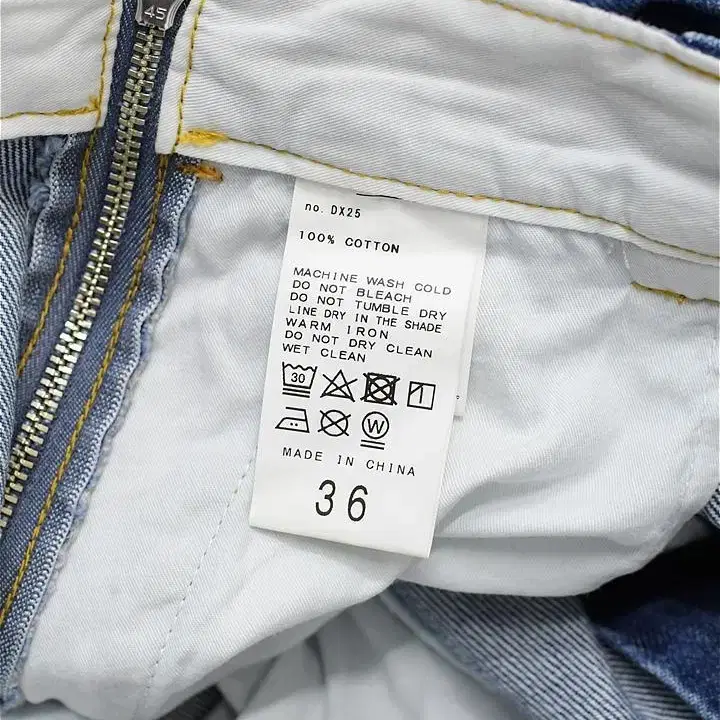 45
no. DX25
100% COTTON
MACHINE WASH COLD
DO NOT BLEACH
DO NOT TUMBLE DRY
LINE DRY IN THE SHADE
WARM IRON
DO NOT DRY CLEAN
WET CLEAN
30
W
MADE IN CHINA
36